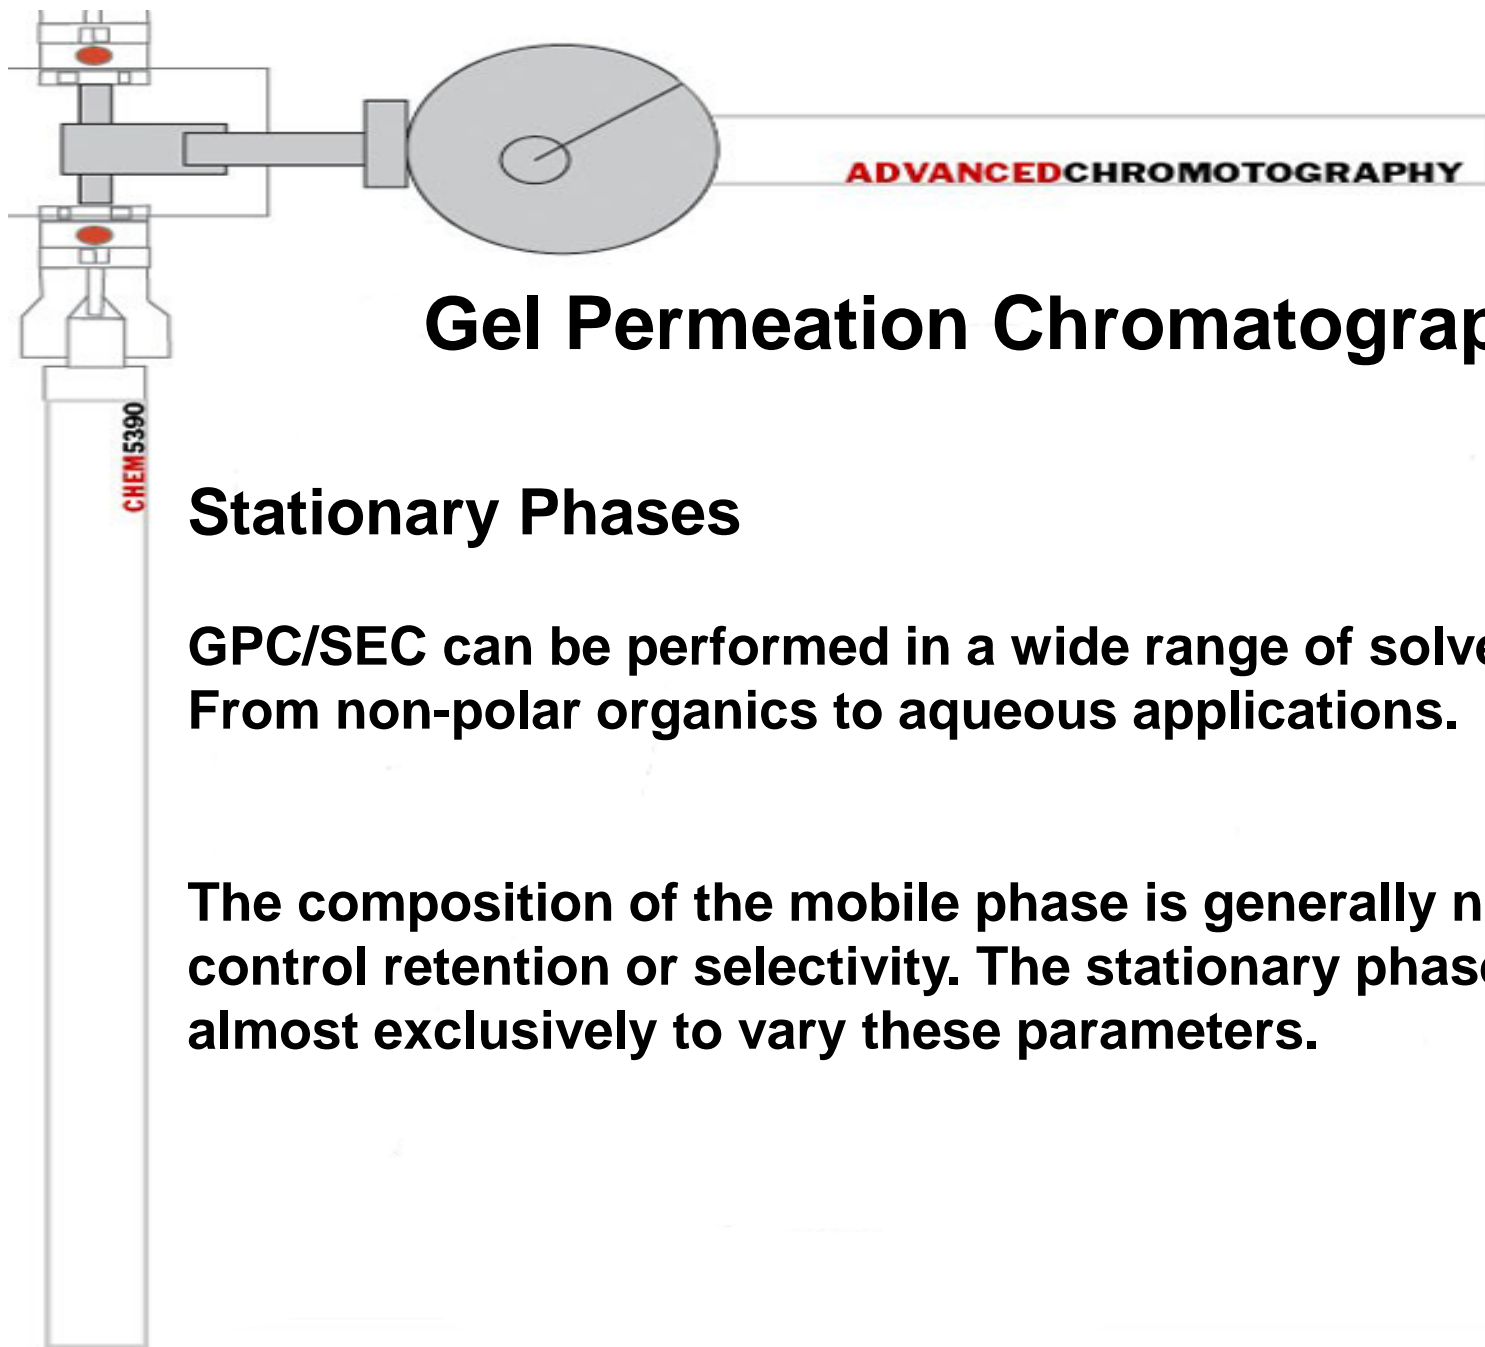 ADVANCEDCHROMOTOGRAPHY
Gel Permeation Chromatograp
CHEM5390
Stationary Phases
GPC/SEC can be performed in a wide range of solve
From non-polar organics to aqueous applications.
The composition of the mobile phase is generally n
control retention or selectivity. The stationary phase
almost exclusively to vary these parameters.